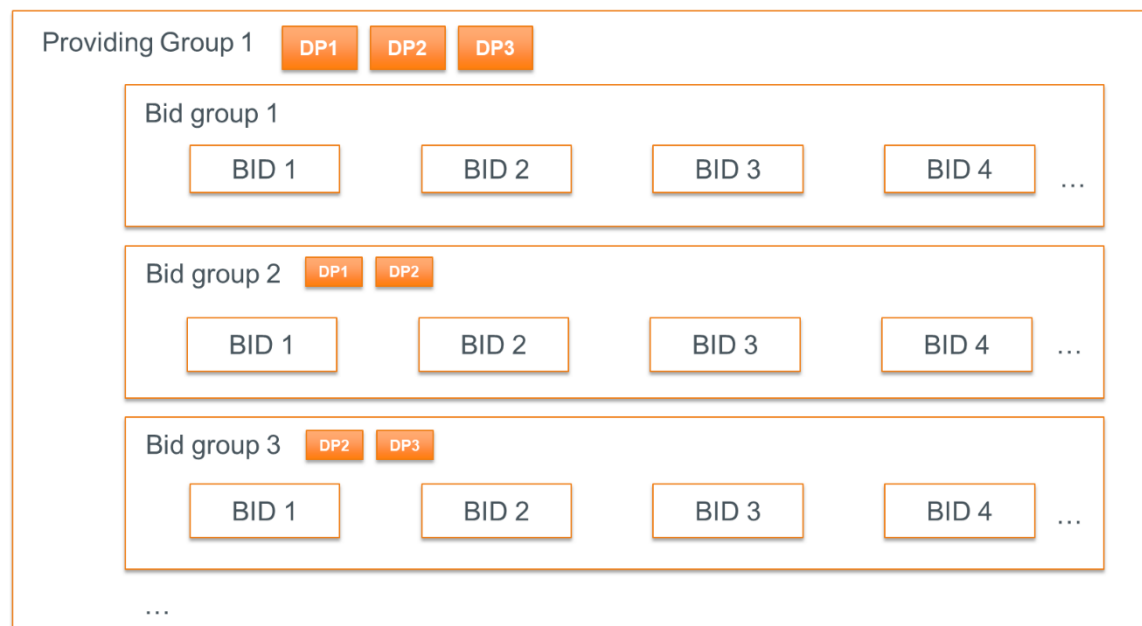 Providing Group 1 DP1 DP2 DP3
Bid group 1
BID 1 BID 2 BID 3 BID 4 ...
Bid group 2 DP1 DP2
BID 1 BID 2 BID 3 BID 4 ...
Bid group 3 DP2 DP3
BID 1 BID 2 BID 3 BID 4 ...
...